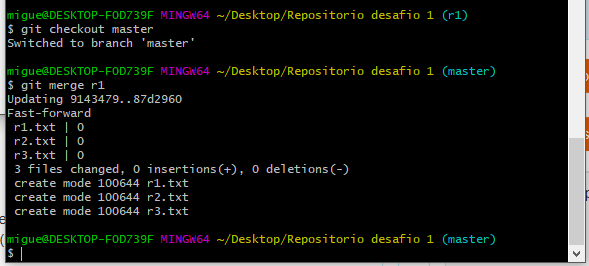 migue@DESKTOP-FOD739F MINGW64 ~/Desktop/Repositorio desafio 1 (r1)
$ git checkout master
Switched to branch 'master'
migue@DESKTOP-FOD739F MINGW64 ~/Desktop/Repositorio desafio 1 (master)
$ git merge r1
Updating 9143479..87d2960
Fast-forward
r1.txt | 0
r2.txt | 0
r3.txt | 0
3 files changed, 0 insertions(+), 0 deletions(-)
create mode 100644 r1.txt
create mode 100644 r2.txt
create mode 100644 r3.txt
migue@DESKTOP-FOD739F MINGW64 ~/Desktop/Repositorio desafio 1 (master)
$